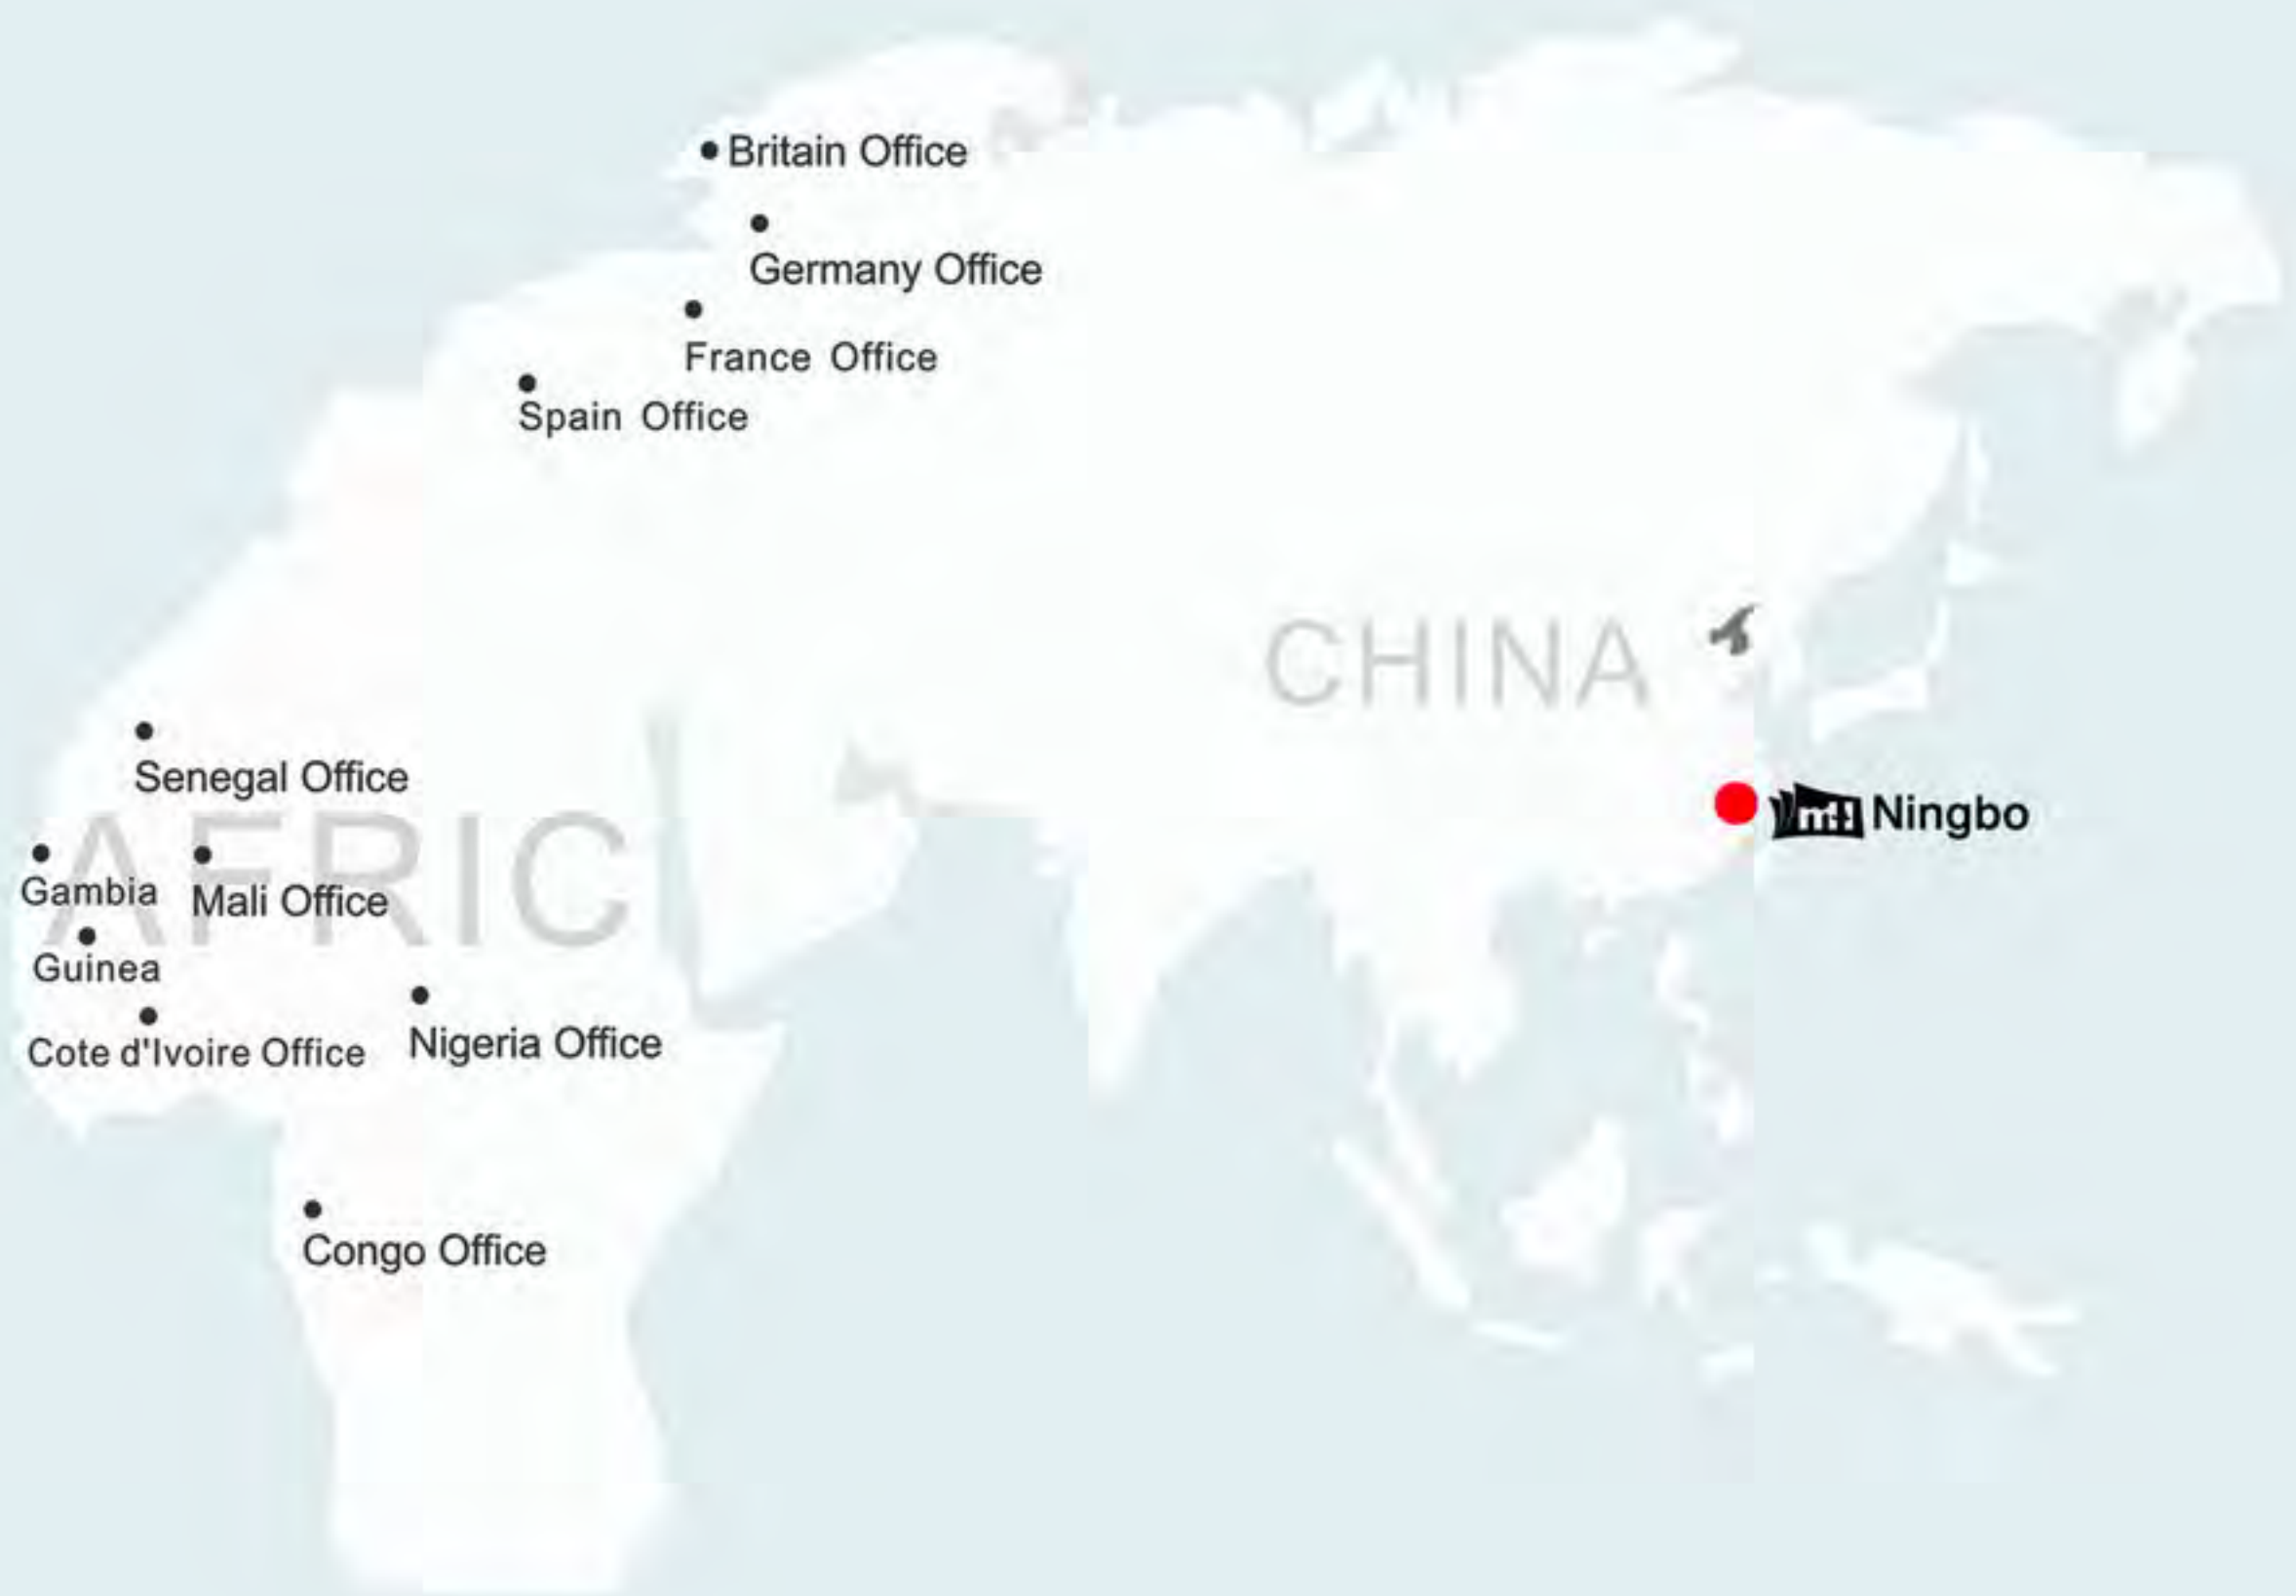 Britain Office
Germany Office
France Office
Spain Office
CHINA
Senegal Office
Ningbo
AFRIC
Gambia
Mali Office
Guinea
Cote d'Ivoire Office
Nigeria Office
Congo Office